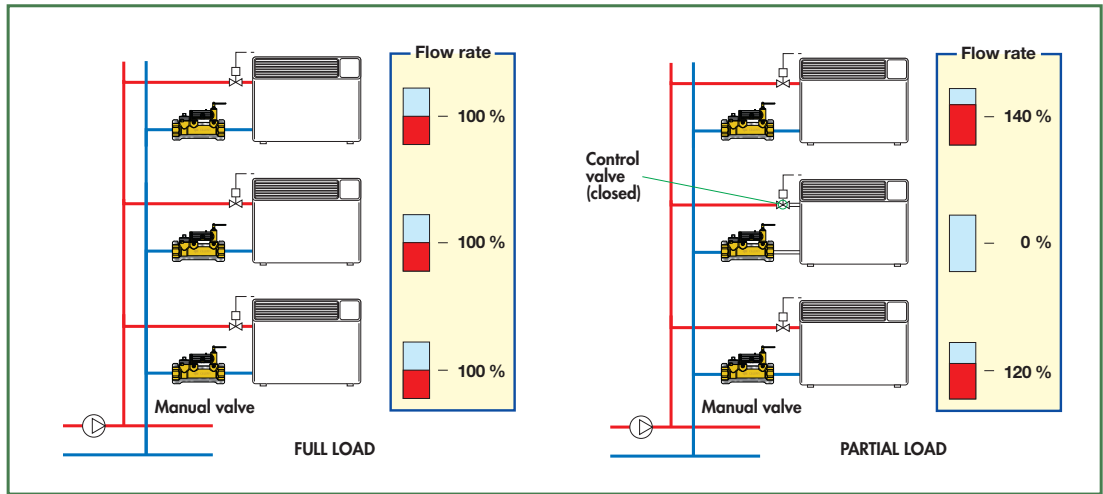 Flow rate
100 %
100 %
100 %
Manual valve
FULL LOAD
Flow rate
140 %
Control
valve
(closed)
0 %
120 %
Manual valve
PARTIAL LOAD